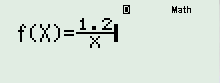 D Math
f(X)=1.2/X